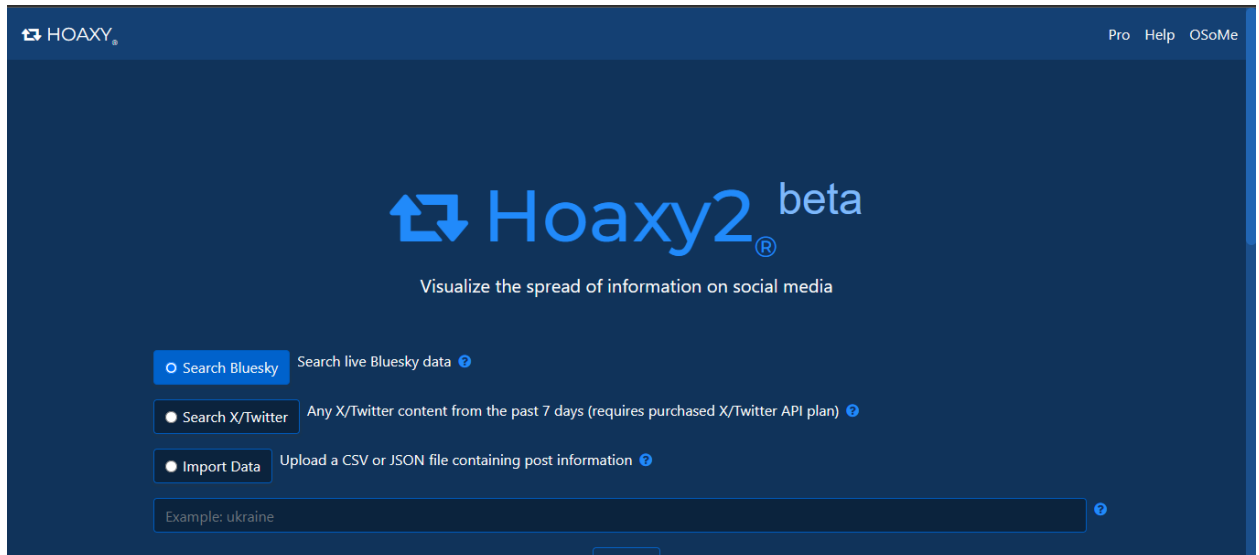 HOAXY®
Pro Help OSoMe
Hoaxy2® beta
Visualize the spread of information on social media
Search Bluesky Search live Bluesky data
Search X/Twitter Any X/Twitter content from the past 7 days (requires purchased X/Twitter API plan)
Import Data Upload a CSV or JSON file containing post information
Example: ukraine